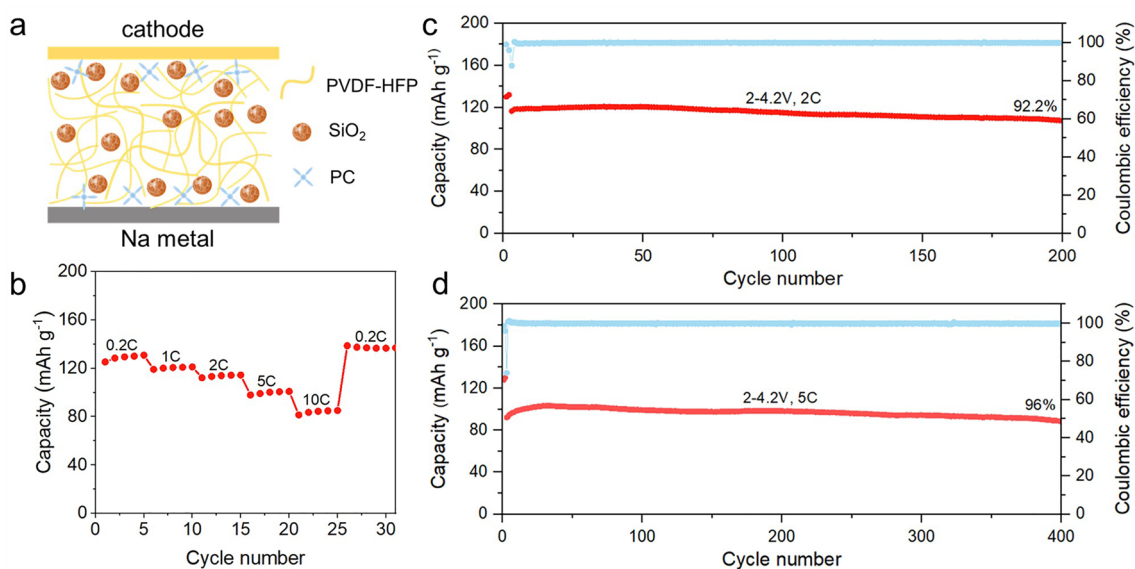 a
cathode
PVDF-HFP
SiO₂
PC
Na metal
b
200
160
120
80
40
0
0.2C
1C
2C
5C
10C
0.2C
0 5 10 15 20 25 30
Capacity (mAh g⁻¹)
Cycle number
c
200
160
120
80
40
0
Capacity (mAh g⁻¹)
2-4.2V, 2C
92.2%
100
80
60
40
20
0
Coulombic efficiency (%)
0 50 100 150 200
Cycle number
d
200
160
120
80
40
0
Capacity (mAh g⁻¹)
2-4.2V, 5C
96%
100
80
60
40
20
0
Coulombic efficiency (%)
0 100 200 300 400
Cycle number